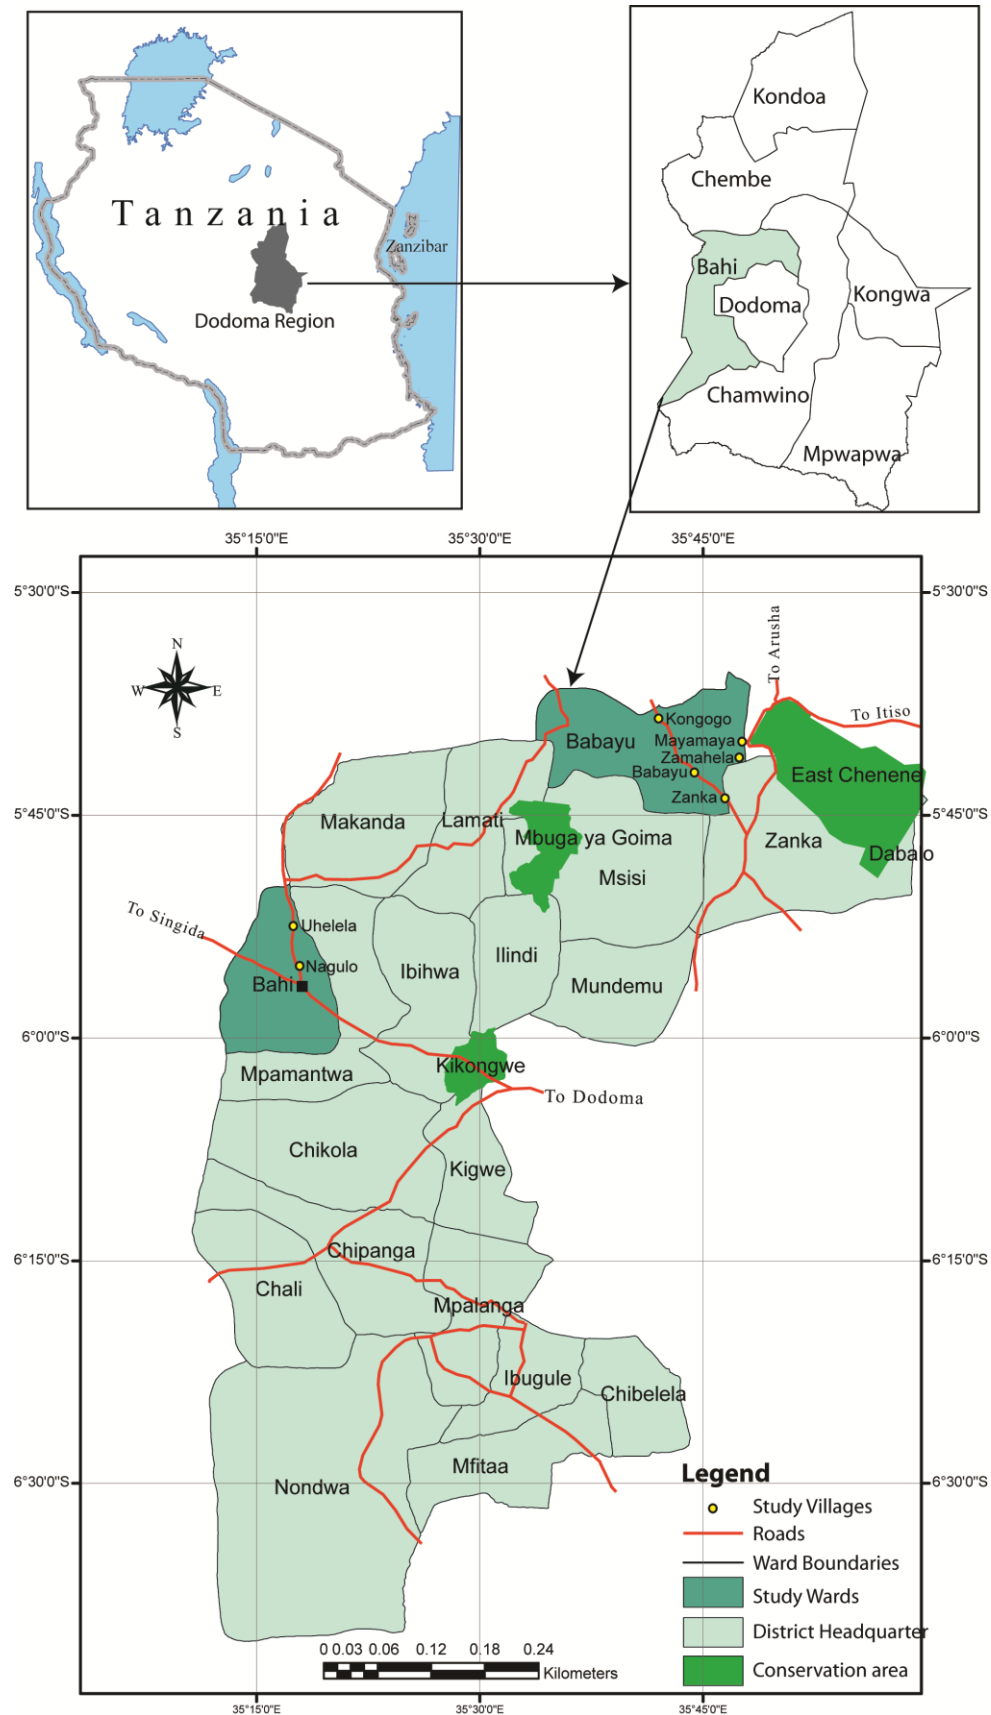 Tanzania
Zanzibar
Dodoma Region
Kondoa
Chembe
Bahi
Dodoma
Kongwa
Chamwino
Mpwapwa
35°15'0"E
35°30'0"E
35°45'0"E
5°30'0"S
5°30'0"S
N
W
E
S
To Arusha
To Itiso
Kongogo
Babayu
Mayamaya
Zamahela
Babayu
Zanka
East Chenene
5°45'0"S
5°45'0"S
Makanda
Lamati
Mbuga ya Goima
Zanka
Dabalo
Msisi
To Singida
Uhelela
Nagulo
Bahi
Ibihwa
Ilindi
Mundemu
6°0'0"S
6°0'0"S
Kikongwe
Mpamantwa
To Dodoma
Chikola
Kigwe
6°15'0"S
6°15'0"S
Chipanga
Chali
Mpalanga
Ibugule
Chibelela
6°30'0"S
6°30'0"S
Mfitaa
Nondwa
Legend
Study Villages
Roads
Ward Boundaries
Study Wards
District Headquarter
Conservation area
0 0.03 0.06 0.12 0.18 0.24
Kilometers
35°15'0"E
35°30'0"E
35°45'0"E